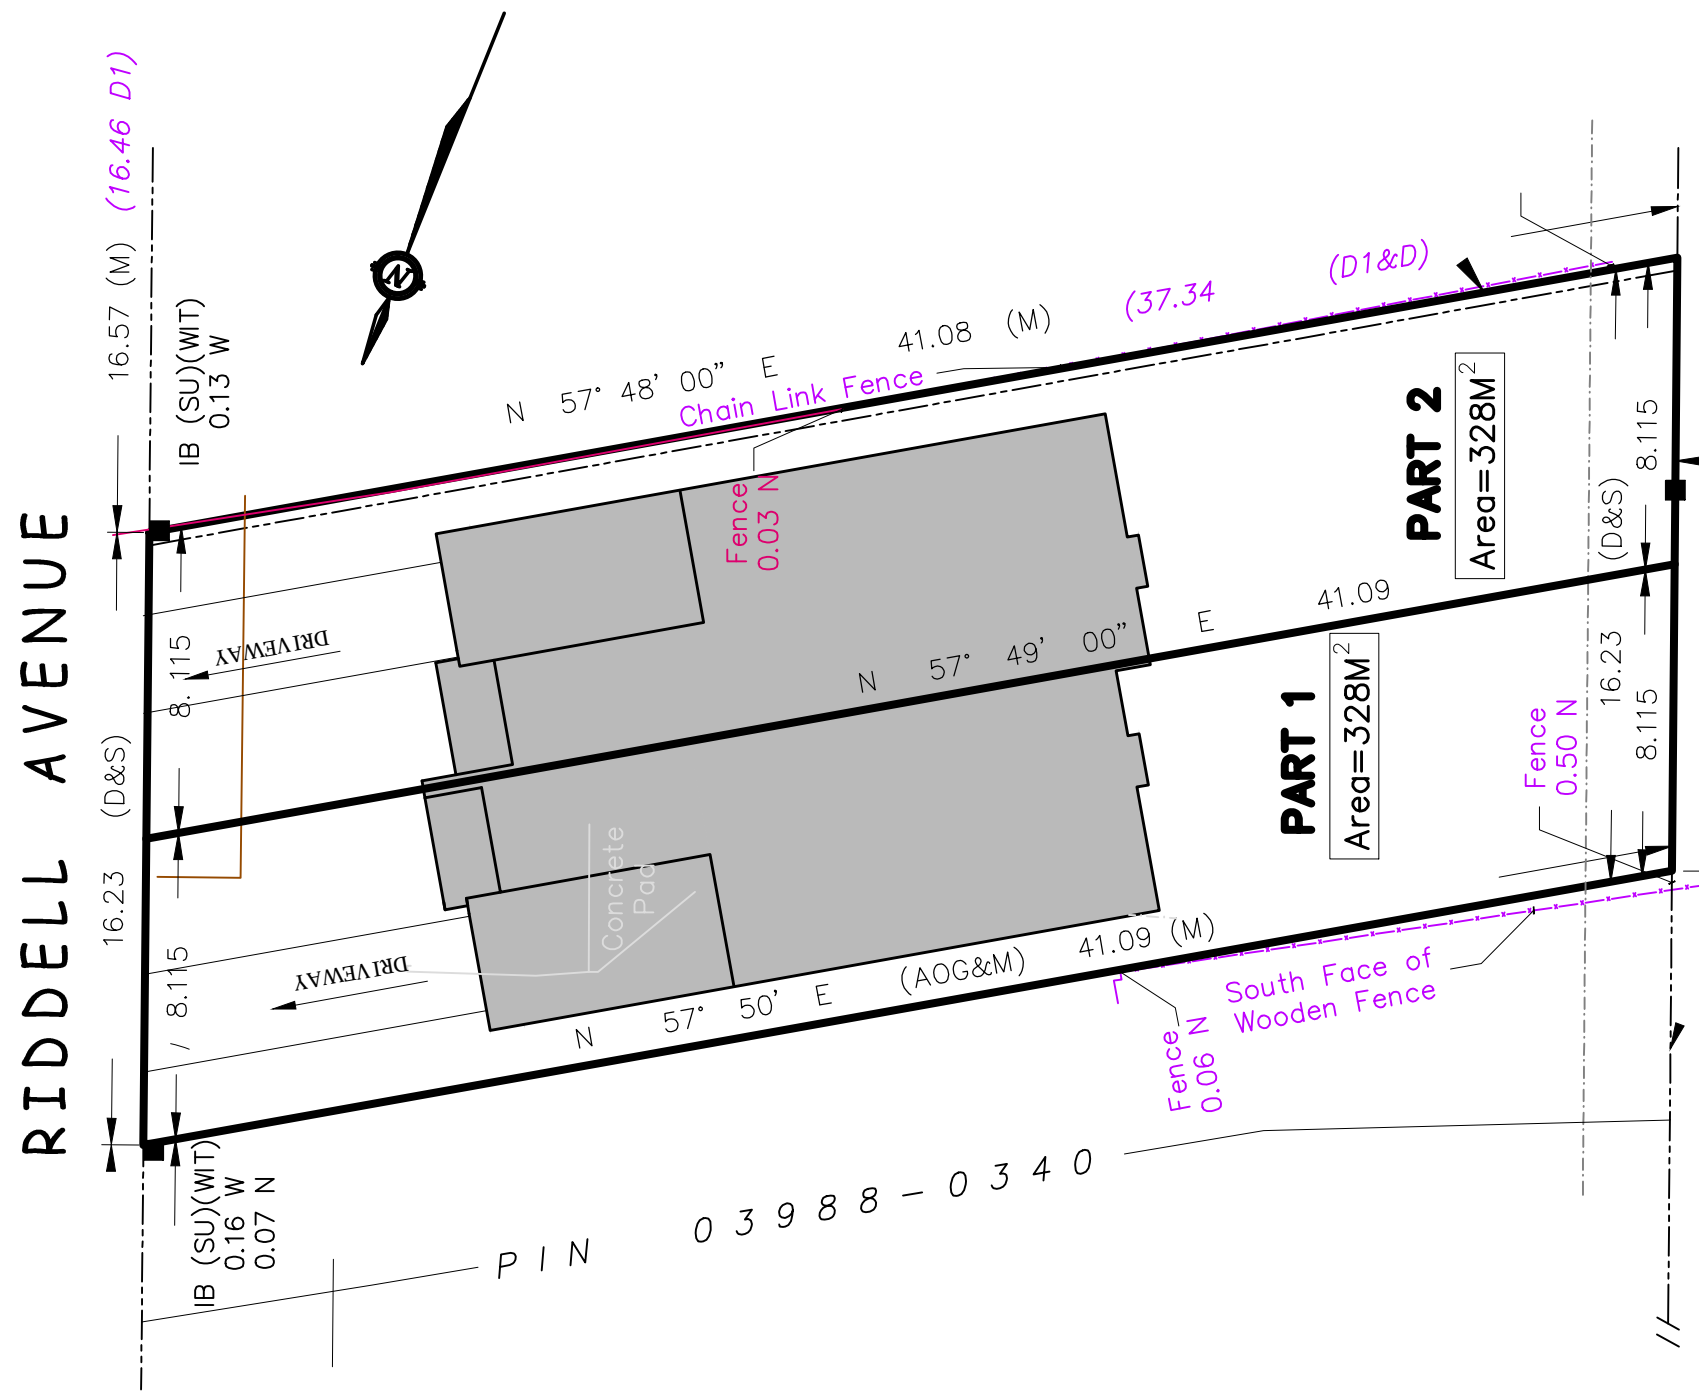 RIDDELL AVENUE
16.57 (M) (16.46 D1)
16.23 (D&S)
IB (SU)(WIT)
0.13 W
8. 115
/ 8.115
IB (SU)(WIT)
0.16 W
0.07 N
N
N 57° 48' 00" E 41.08 (M)
(37.34 (D1&D)
Chain Link Fence
Fence
0.03 N
DRIVEWAY
DRIVEWAY
Concrete
Pad
N 57° 49' 00" E 41.09
N 57° 50' E (AOG&M) 41.09 (M)
PART 2
Area=328M²
PART 1
Area=328M²
8.115
16.23 (D&S)
8.115
Fence
0.50 N
South Face of
Wooden Fence
Fence
0.06 N
PIN 03988-0340